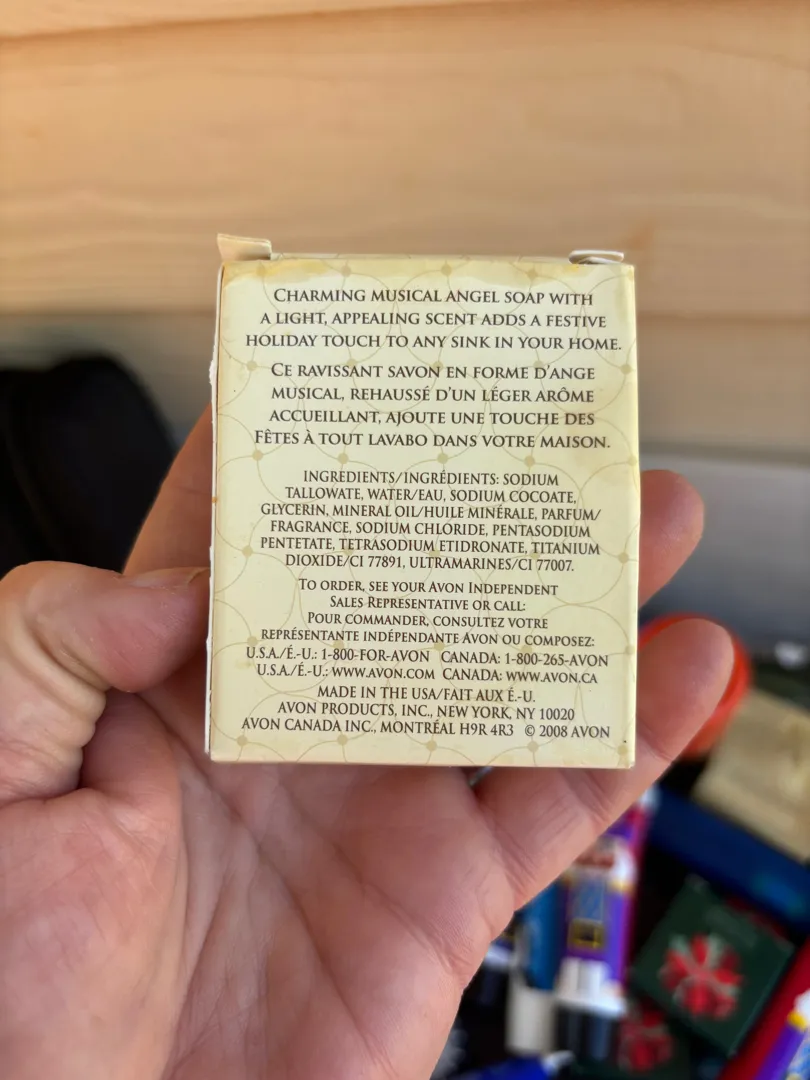 CHARMING MUSICAL ANGEL SOAP WITH
A LIGHT, APPEALING SCENT ADDS A FESTIVE
HOLIDAY TOUCH TO ANY SINK IN YOUR HOME.
CE RAVISSANT SAVON EN FORME D'ANGE
MUSICAL, REHAUSSÉ D'UN LÉGER ARÔME
ACCUEILLANT, AJOUTE UNE TOUCHE DES
FÊTES À TOUT LAVABO DANS VOTRE MAISON.
INGREDIENTS/INGRÉDIENTS: SODIUM
TALLOWATE, WATER/EAU, SODIUM COCOATE,
GLYCERIN, MINERAL OIL/HUILE MINÉRALE, PARFUM/
FRAGRANCE, SODIUM CHLORIDE, PENTASODIUM
PENTETATE, TETRASODIUM ETIDRONATE, TITANIUM
DIOXIDE/CI 77891, ULTRAMARINES/CI 77007.
TO ORDER, SEE YOUR AVON INDEPENDENT
SALES REPRESENTATIVE OR CALL:
POUR COMMANDER, CONSULTEZ VOTRE
REPRÉSENTANTE INDÉPENDANTE AVON OU COMPOSEZ:
U.S.A./É.-U.: 1-800-FOR-AVON CANADA: 1-800-265-AVON
U.S.A./É.-U.: WWW.AVON.COM CANADA: WWW.AVON.CA
MADE IN THE USA/FAIT AUX É.-U.
AVON PRODUCTS, INC., NEW YORK, NY 10020
AVON CANADA INC., MONTRÉAL H9R 4R3 © 2008 AVON